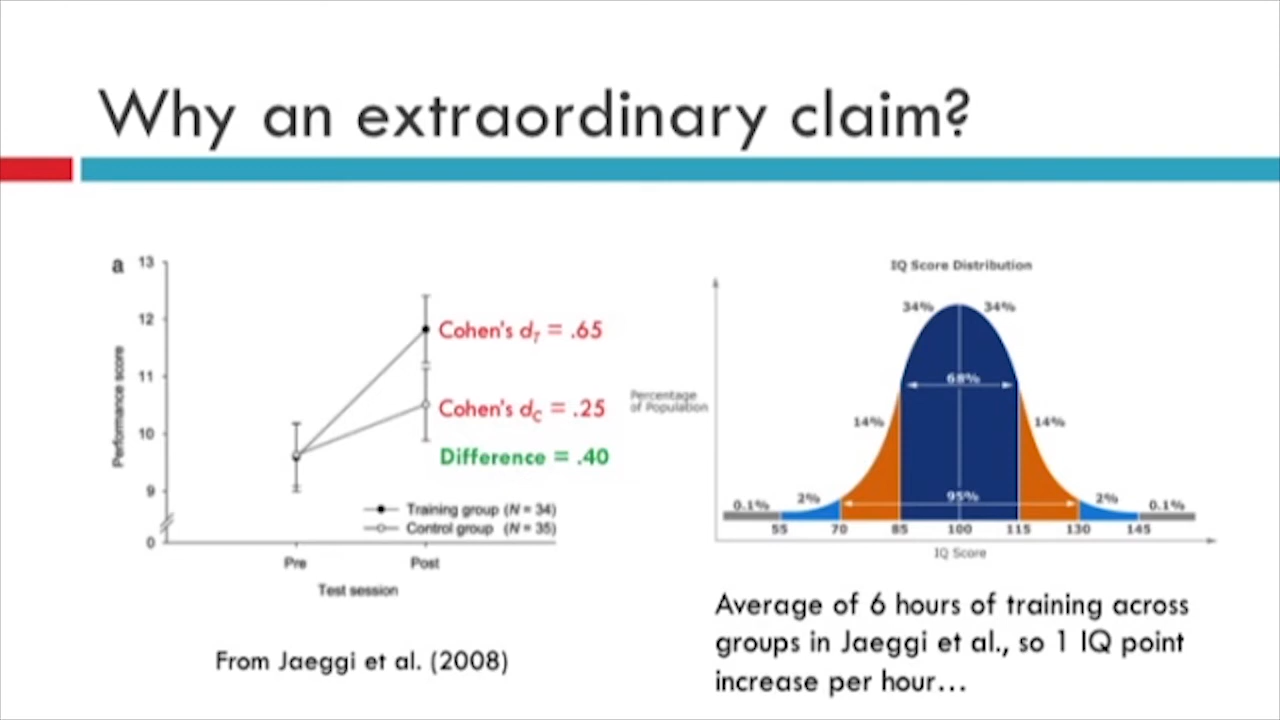 Why an extraordinary claim?
a
13
12
11
10
9
0
Performance score
Cohen's dT = .65
Cohen's dC = .25
Difference = .40
Training group (N = 34)
Control group (N = 35)
Pre
Post
Test session
From Jaeggi et al. (2008)
IQ Score Distribution
34%
34%
68%
Percentage
of Population
14%
14%
95%
0.1%
2%
2%
0.1%
55
70
85
100
115
130
145
IQ Score
Average of 6 hours of training across
groups in Jaeggi et al., so 1 IQ point
increase per hour...